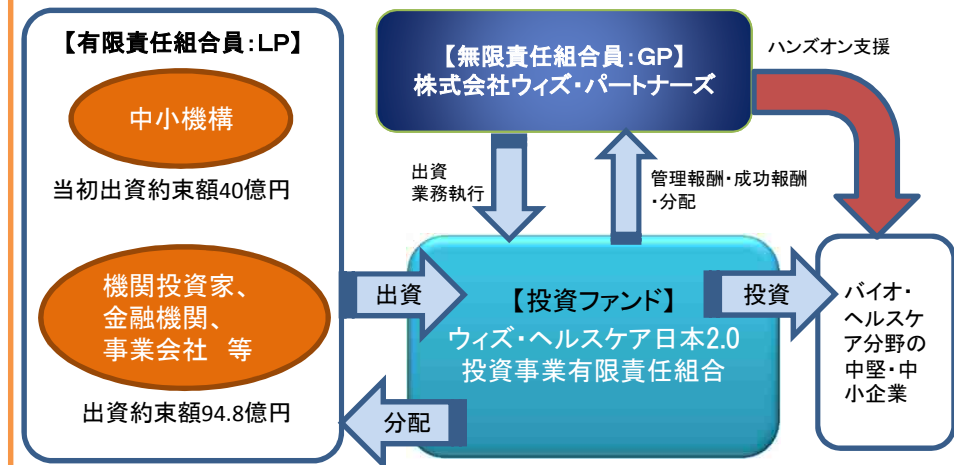 【有限責任組合員:LP】
中小機構
当初出資約束額40億円
機関投資家、
金融機関、
事業会社 等
出資約束額94.8億円
【無限責任組合員:GP】
株式会社ウィズ・パートナーズ
ハンズオン支援
出資
業務執行
管理報酬・成功報酬
・分配
出資
【投資ファンド】
ウィズ・ヘルスケア日本2.0
投資事業有限責任組合
投資
バイオ・
ヘルスケ
ア分野の
中堅・中
小企業
分配